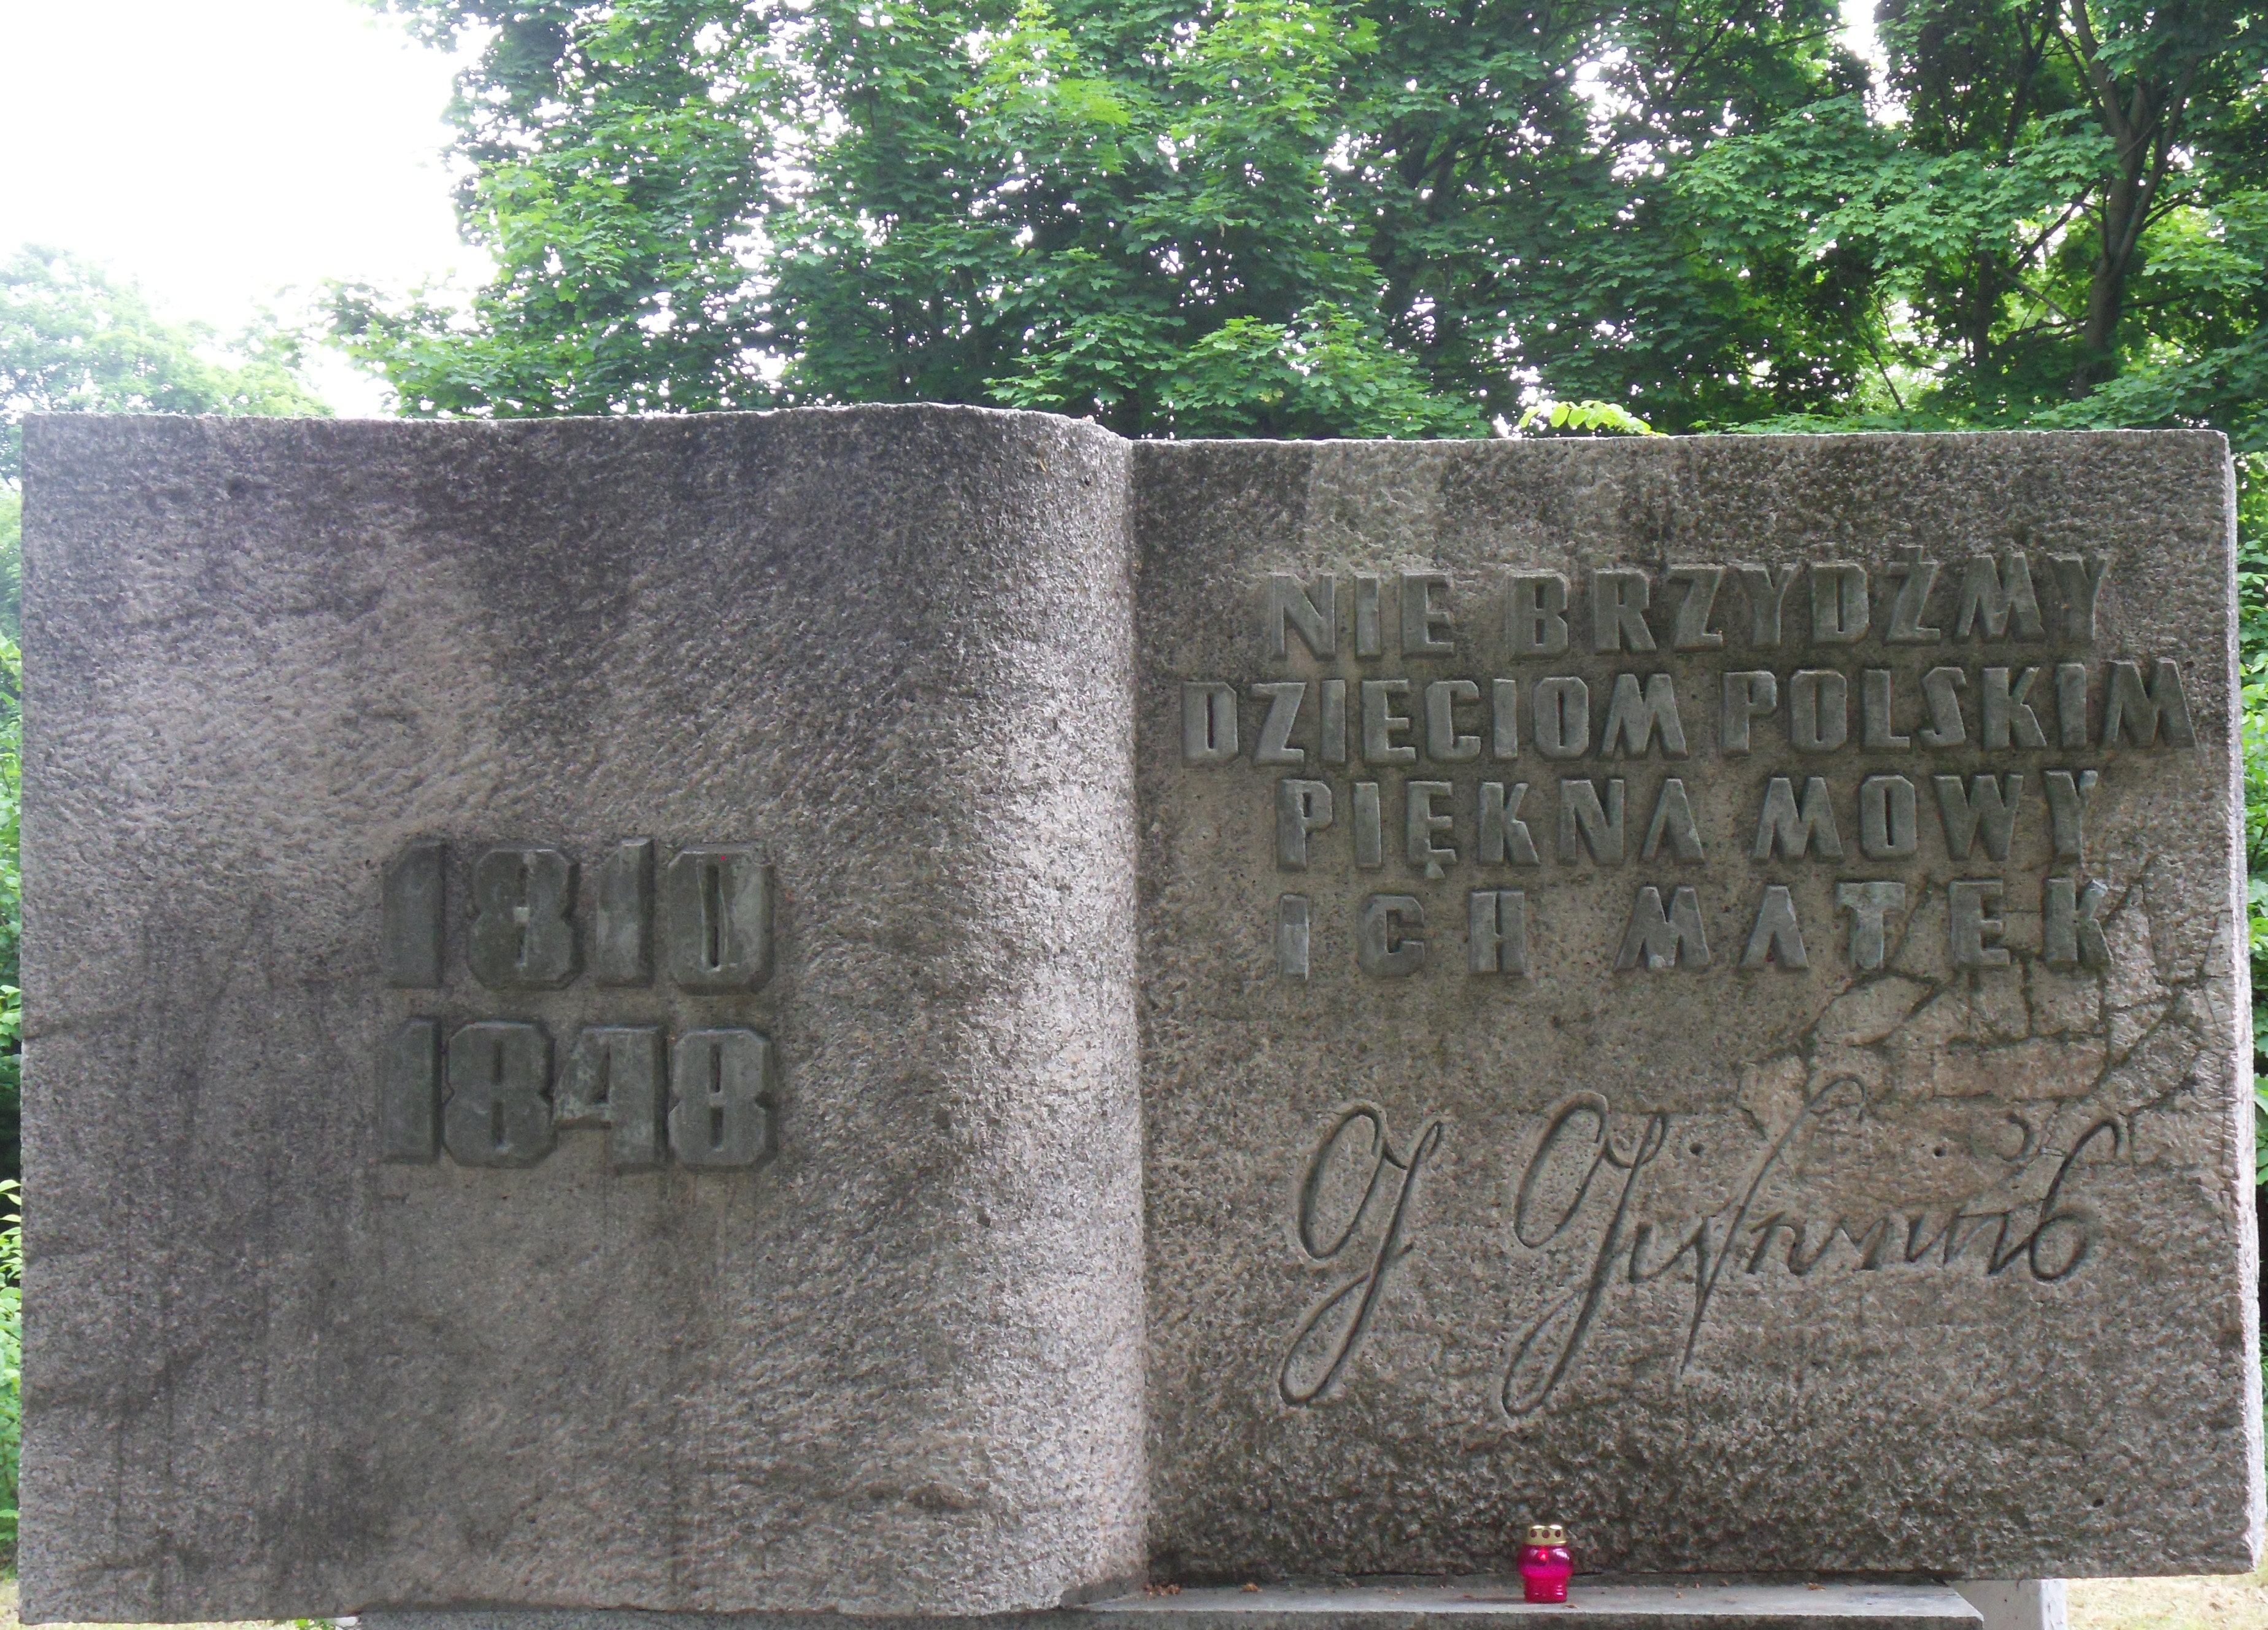 1810
1848
NIE BRZYDŹMY
DZIECIOM POLSKIM
PIĘKNA MOWY
ICH MATEK